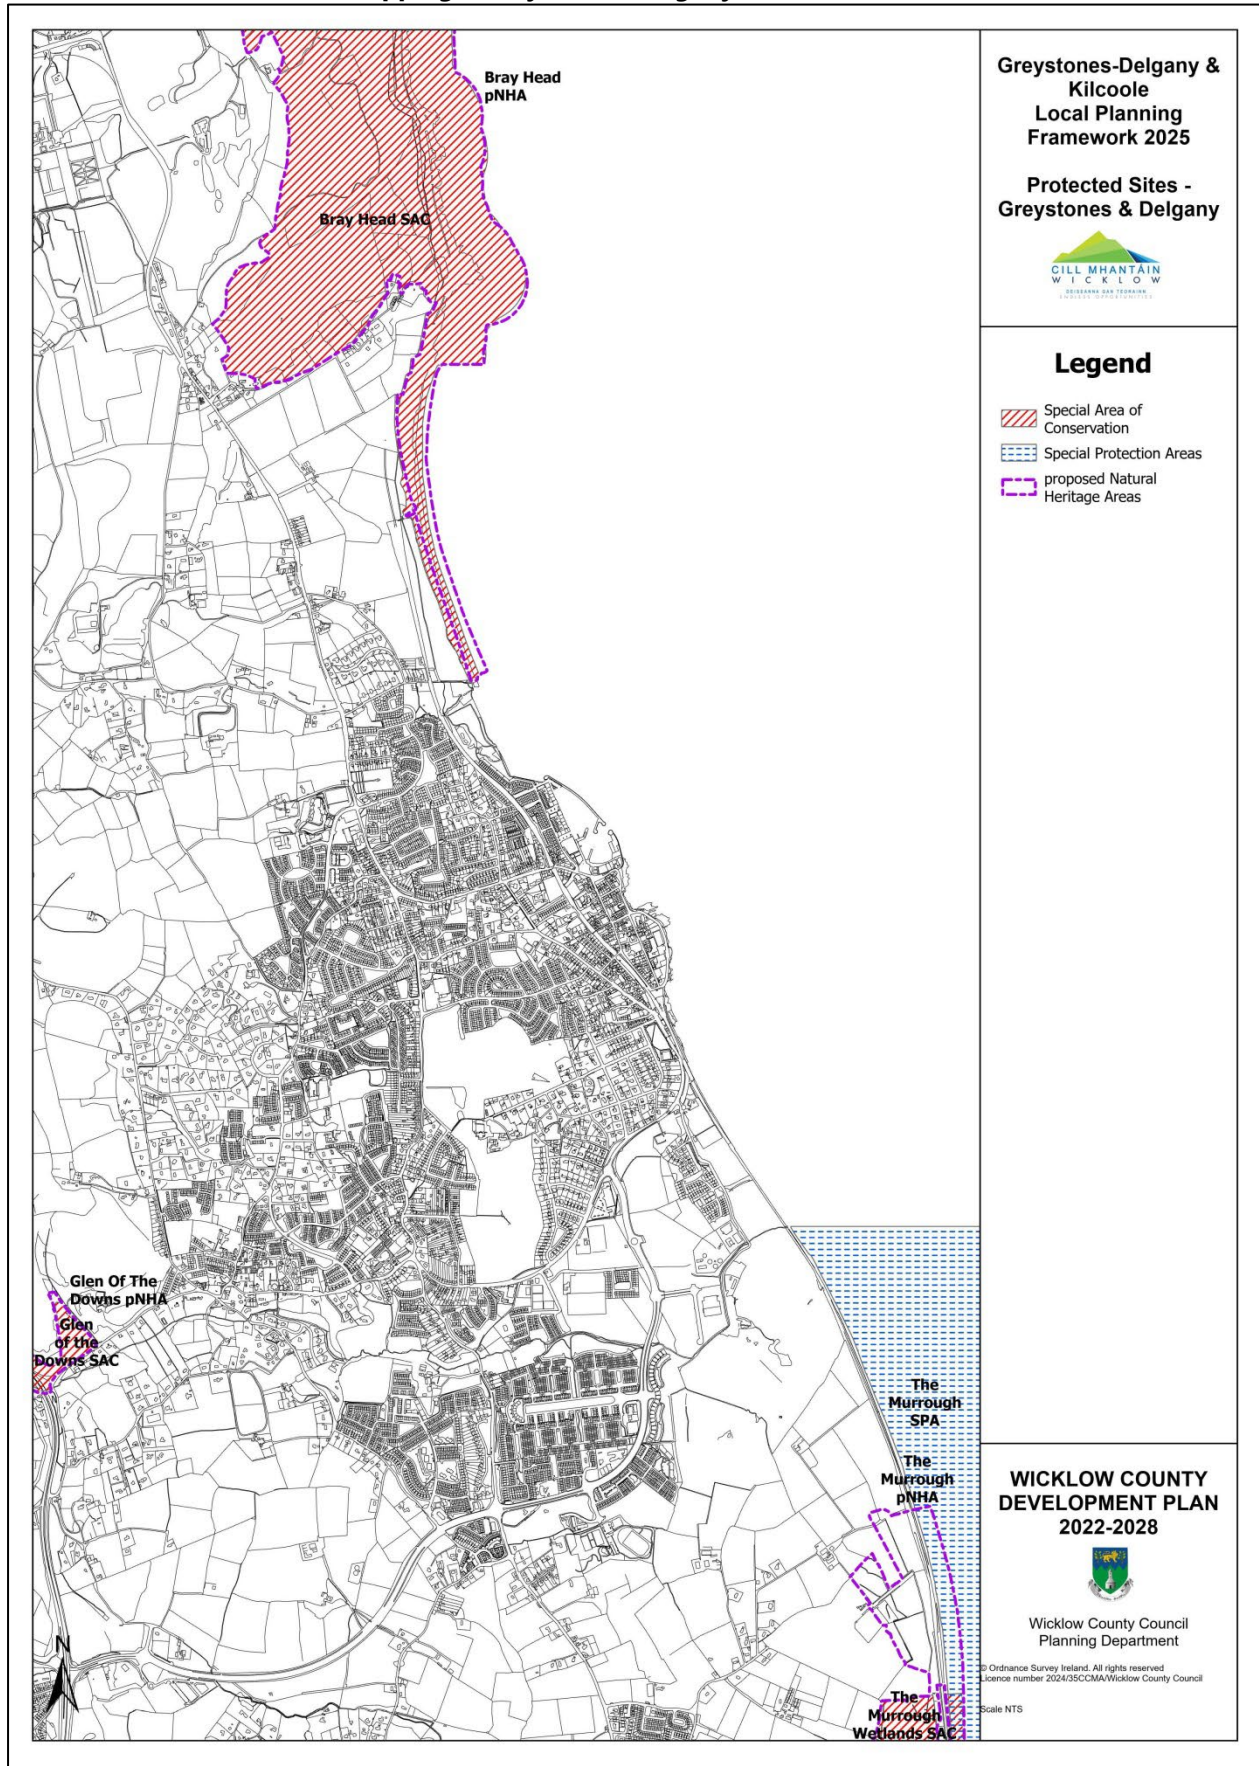 Bray Head
pNHA
Bray Head SAC
Glen Of The
Downs pNHA
Glen
of the
Downs SAC
The
Murrough
SPA
The
Murrough
pNHA
The
Murrough
Wetlands SAC
N
Greystones-Delgany &
Kilcoole
Local Planning
Framework 2025
Protected Sites -
Greystones & Delgany
CILL MHANTÁIN
WICKLOW
ENDLESS OPPORTUNITIES
Legend
Special Area of
Conservation
Special Protection Areas
proposed Natural
Heritage Areas
WICKLOW COUNTY
DEVELOPMENT PLAN
2022-2028
Wicklow County Council
Planning Department
© Ordnance Survey Ireland. All rights reserved
Licence number 2024/35CCMA/Wicklow County Council
Scale NTS